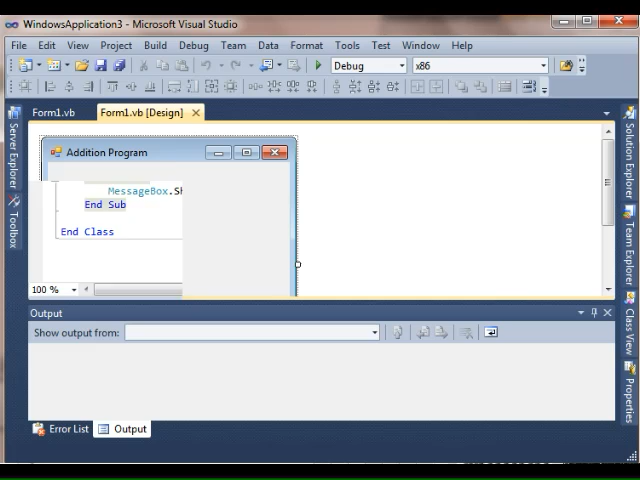 WindowsApplication3 - Microsoft Visual Studio
File Edit View Project Build Debug Team Data Format Tools Test Window Help
Debug x86
Form1.vb Form1.vb [Design]
Server Explorer
Toolbox
Addition Program
MessageBox.Sh
End Sub
End Class
100 %
Solution Explorer
Team Explorer
Class View
Properties
Output
Show output from:
Error List Output